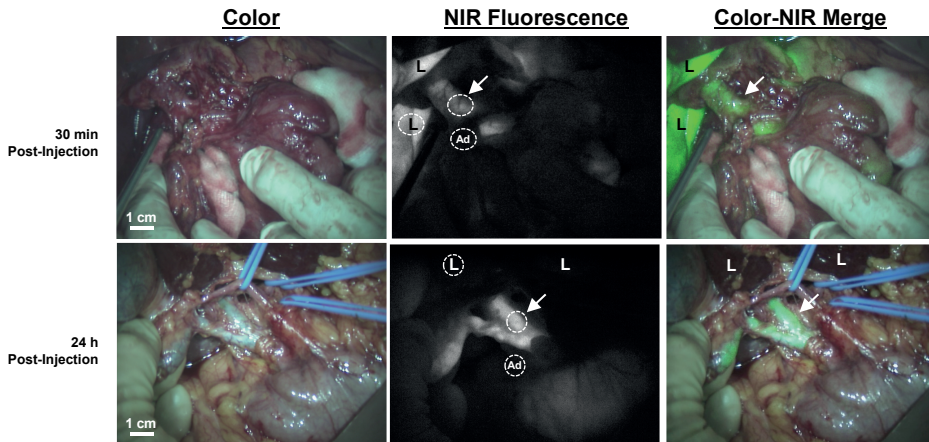 Color NIR Fluorescence Color-NIR Merge
30 min
Post-Injection
L
L
Ad
L
L
1 cm
24 h
Post-Injection
L L
Ad
L L
1 cm